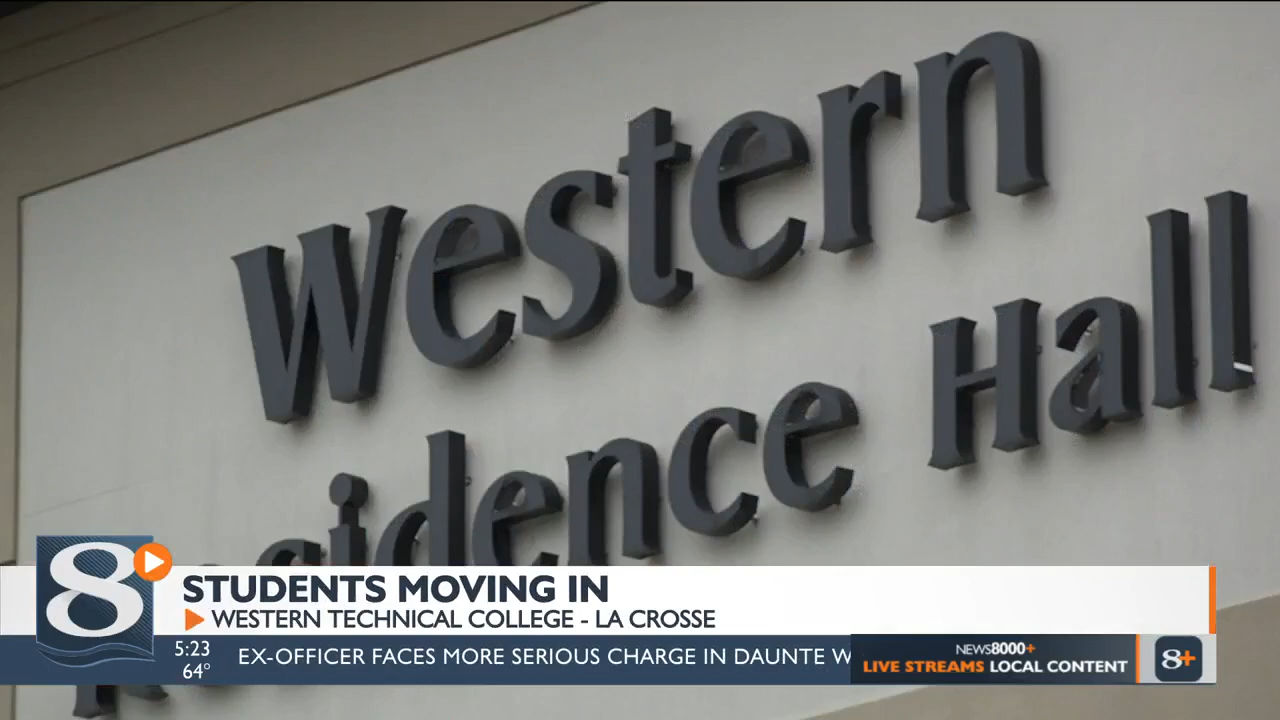 Western
Residence Hall
8
STUDENTS MOVING IN
WESTERN TECHNICAL COLLEGE - LA CROSSE
5:23
64°
EX-OFFICER FACES MORE SERIOUS CHARGE IN DAUNTE W
NEWS8000+
LIVE STREAMS LOCAL CONTENT
8+